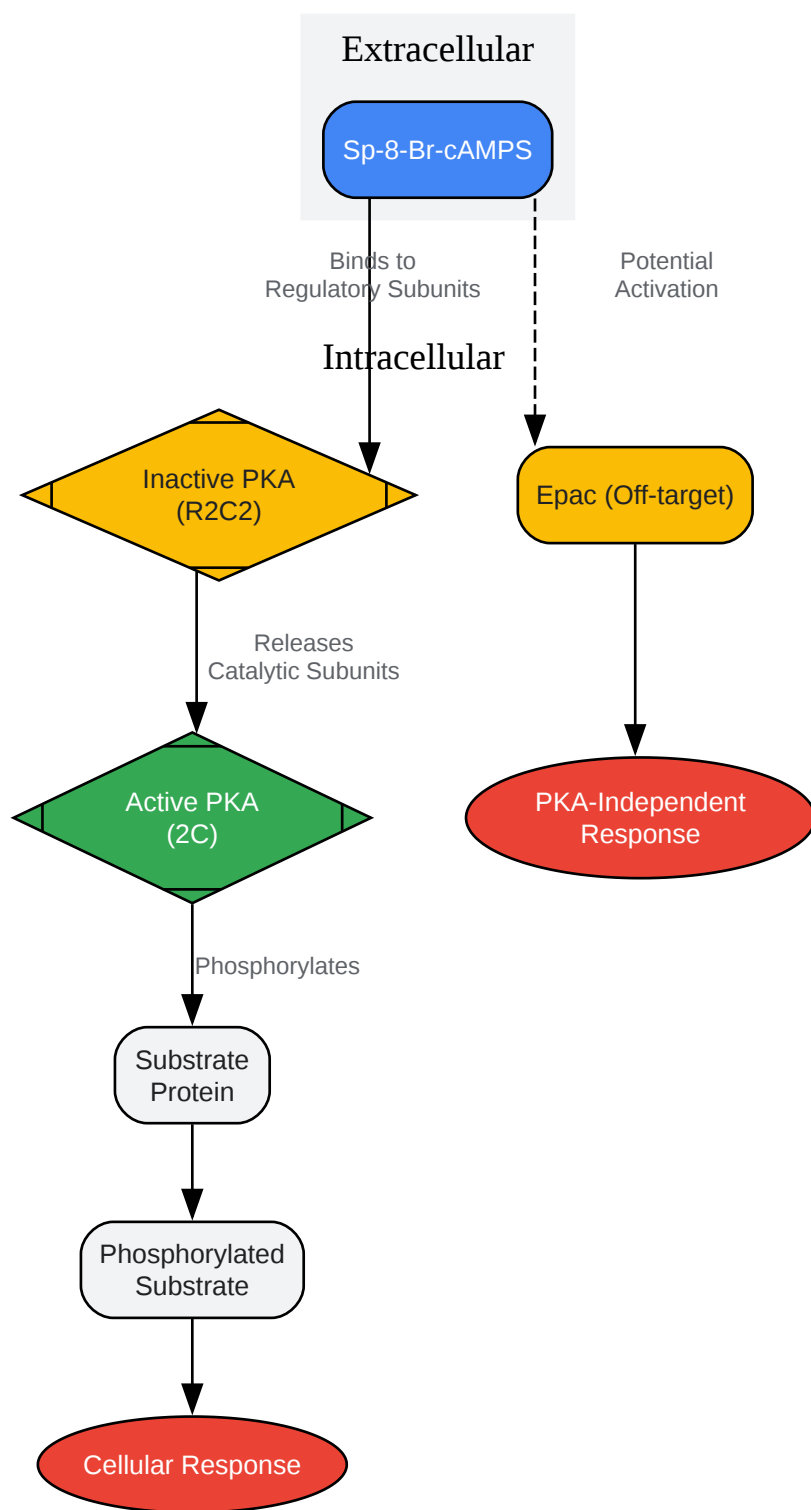 Extracellular
Sp-8-Br-cAMPS
Binds to
Regulatory Subunits
Potential
Activation
Intracellular
Inactive PKA
(R2C2)
Epac (Off-target)
Releases
Catalytic Subunits
Active PKA
(2C)
PKA-Independent
Response
Phosphorylates
Substrate
Protein
Phosphorylated
Substrate
Cellular Response